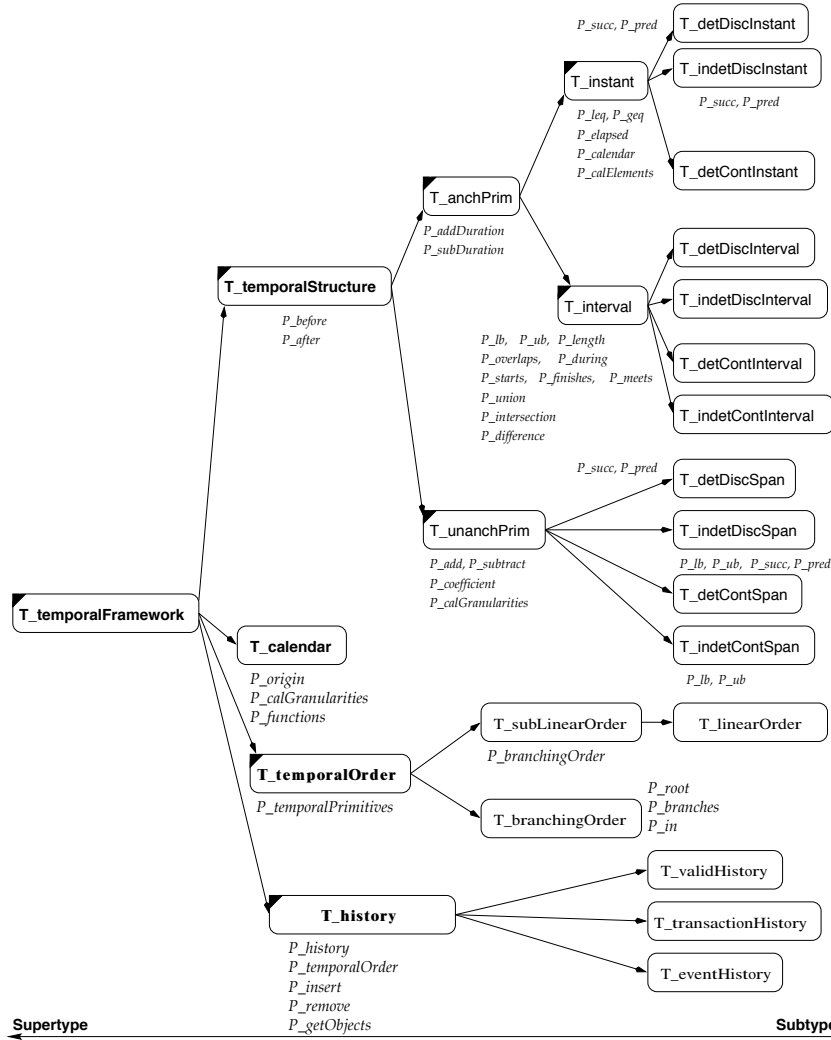 P_succ, P_pred
T_detDiscInstant
T_instant
T_indetDiscInstant
P_succ, P_pred
P_leq, P_geq
P_elapsed
P_calendar
P_calElements
T_detContInstant
T_anchPrim
P_addDuration
P_subDuration
T_detDiscInterval
T_temporalStructure
P_before
P_after
T_interval
T_indetDiscInterval
P_lb, P_ub, P_length
P_overlaps, P_during
P_starts, P_finishes, P_meets
P_union
P_intersection
P_difference
T_detContInterval
T_indetContInterval
P_succ, P_pred
T_detDiscSpan
T_unanchPrim
P_add, P_subtract
P_coefficient
P_calGranularities
T_indetDiscSpan
P_lb, P_ub, P_succ, P_pred
T_detContSpan
T_temporalFramework
T_indetContSpan
P_lb, P_ub
T_calendar
P_origin
P_calGranularities
P_functions
T_subLinearOrder
P_branchingOrder
T_linearOrder
T_temporalOrder
P_temporalPrimitives
T_branchingOrder
P_root
P_branches
P_in
T_validHistory
T_history
P_history
P_temporalOrder
P_insert
P_remove
P_getObjects
T_transactionHistory
T_eventHistory
Supertype
Subtype